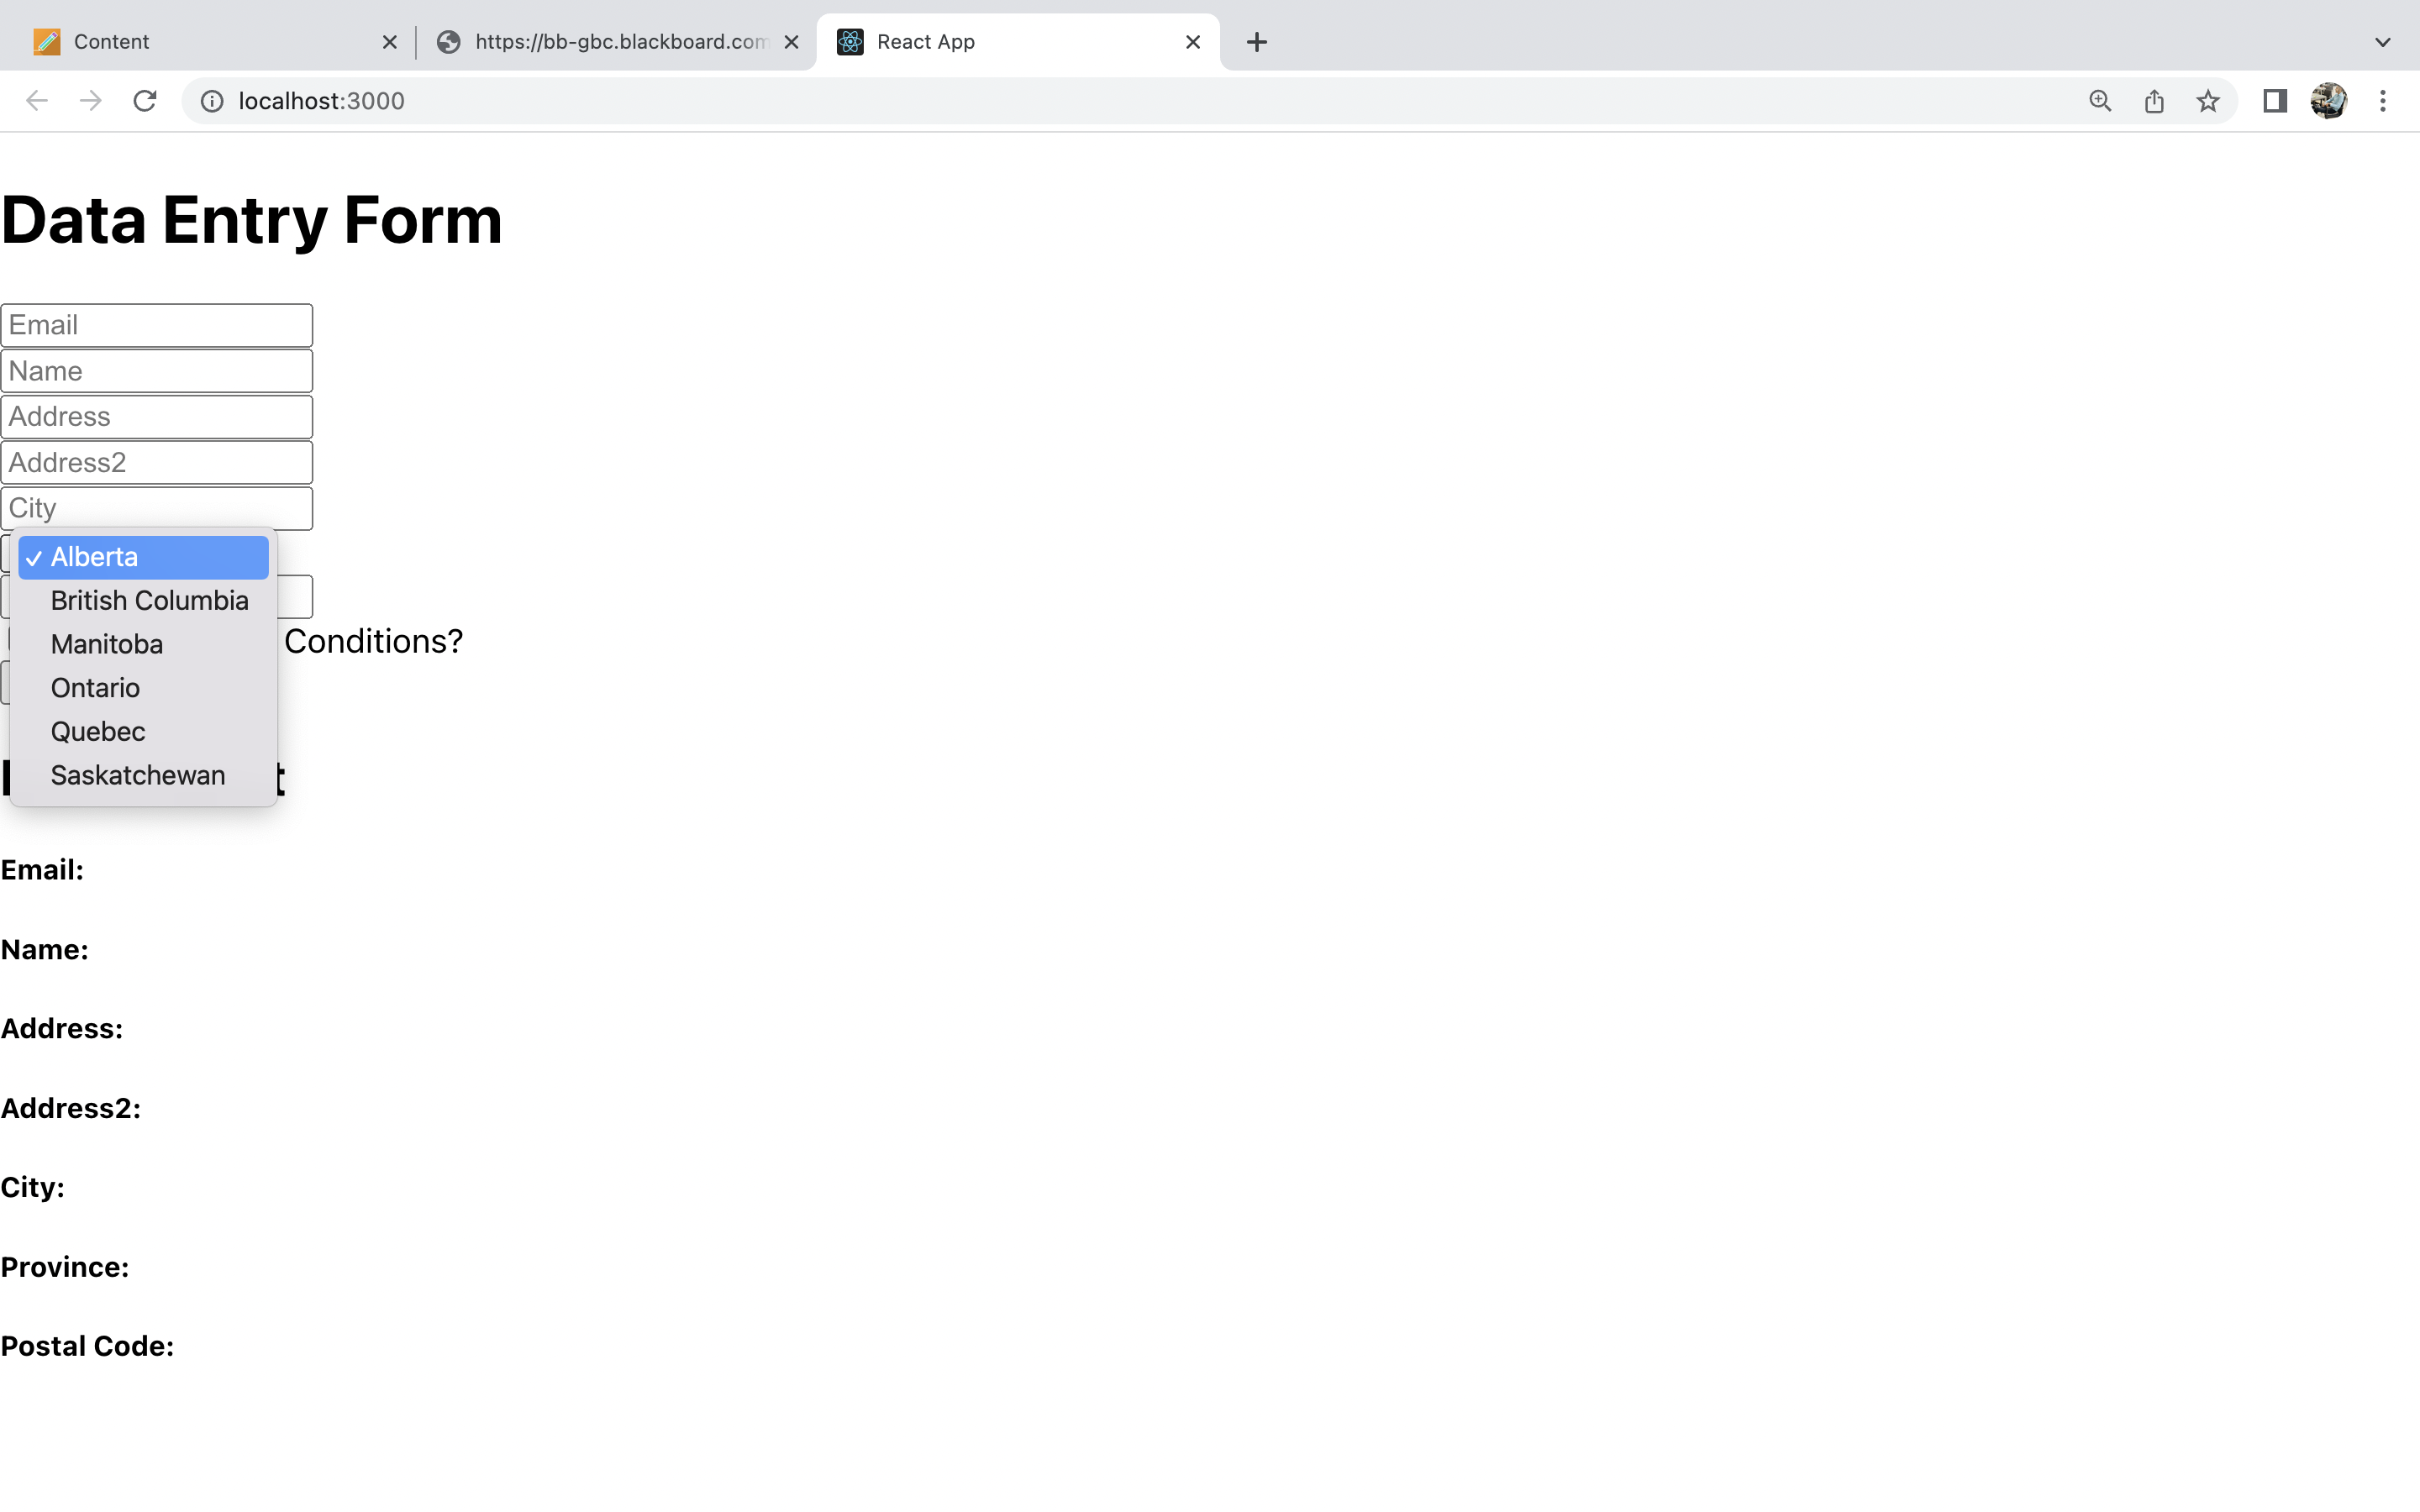 Content
https://bb-gbc.blackboard.com
React App
localhost:3000
Data Entry Form
Email
Name
Address
Address2
City
✓ Alberta
British Columbia
Manitoba
Ontario
Quebec
Saskatchewan
Conditions?
Email:
Name:
Address:
Address2:
City:
Province:
Postal Code: